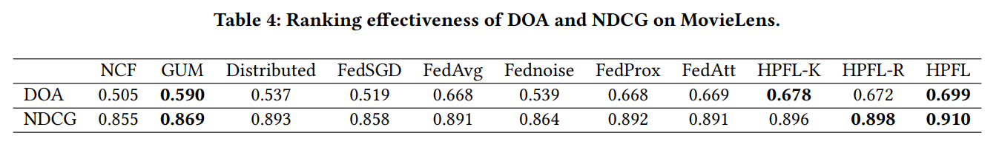 Table 4: Ranking effectiveness of DOA and NDCG on MovieLens.
NCF GUM Distributed FedSGD FedAvg Fednoise FedProx FedAtt HPFL-K HPFL-R HPFL
DOA 0.505 0.590 0.537 0.519 0.668 0.539 0.668 0.669 0.678 0.672 0.699
NDCG 0.855 0.869 0.893 0.858 0.891 0.864 0.892 0.891 0.896 0.898 0.910